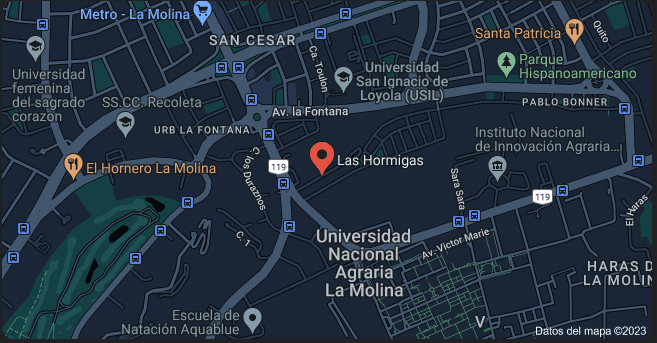 Metro - La Molina
Quito
Santa Patricia
SAN CESAR
Ca. Toulon
Universidad
femenina
del sagrado
corazón
Universidad
San Ignacio de
Loyola (USIL)
Parque
Hispanoamericano
SS.CC. Recoleta
Av. la Fontana
PABLO BONNER
URB LA FONTANA
Instituto Nacional
de Innovación Agraria...
El Hornero La Molina
C. los Duraznos
119
Las Hormigas
Sara Sara
119
El Haras
C. 1
Universidad
Nacional
Agraria
La Molina
Av. Victor Marie
HARAS D
LA MOLIN
Escuela de
Natación Aquablue
V
Datos del mapa ©2023